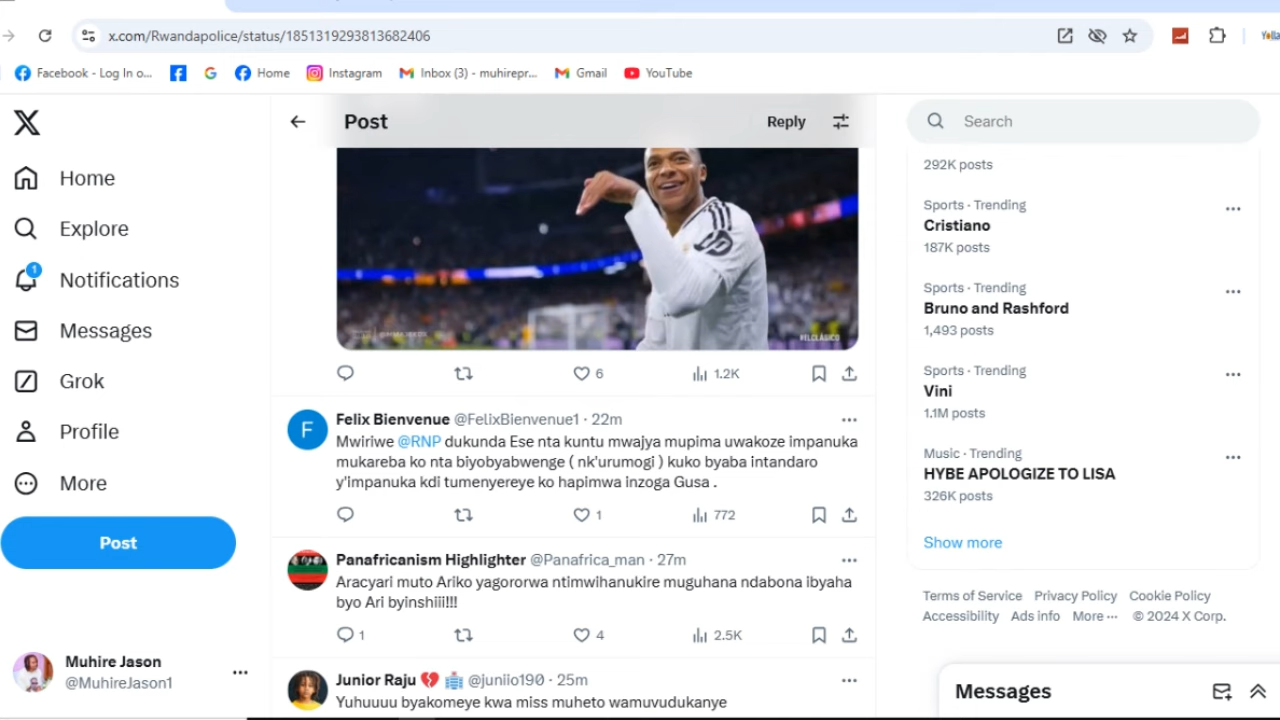 x.com/Rwandapolice/status/1851319293813682406
Facebook - Log In o...
Home
Instagram
Inbox (3) - muhirepr...
Gmail
YouTube
Home
Explore
1
Notifications
Messages
Grok
Profile
More
Post
Muhire Jason
@MuhireJason1
Post
Reply
#ELCLÁSICO
6
1.2K
Felix Bienvenue @FelixBienvenue1 · 22m
Mwiriwe @RNP dukunda Ese nta kuntu mwajya mupima uwakoze impanuka
mukareba ko nta biyobyabwenge ( nk'urumogi ) kuko byaba intandaro
y'impanuka kdi tumenyereye ko hapimwa inzoga Gusa .
1
772
Panafricanism Highlighter @Panafrica_man · 27m
Aracyari muto Ariko yagororwa ntimwihanukire muguhana ndabona ibyaha
byo Ari byinshiii!!!
1
4
2.5K
Junior Raju @juniio190 · 25m
Yuhuuuu byakomeye kwa miss muheto wamuvudukanye
Search
292K posts
Sports · Trending
Cristiano
187K posts
Sports · Trending
Bruno and Rashford
1,493 posts
Sports · Trending
Vini
1.1M posts
Music · Trending
HYBE APOLOGIZE TO LISA
326K posts
Show more
Terms of Service Privacy Policy Cookie Policy
Accessibility Ads info More ··· © 2024 X Corp.
Messages